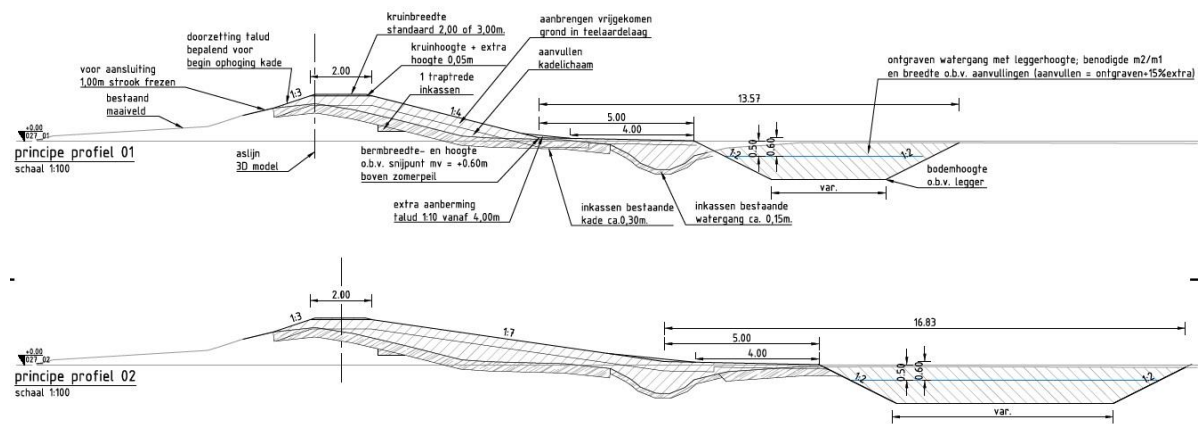 kruinbreedte
standaard 2,00 of 3,00m.
aanbrengen vrijgekomen
grond in teelaardelaag
doorzetting talud
bepalend voor
begin ophoging kade
kruinhoogte + extra
hoogte 0,05m
aanvullen
kadelichaam
ontgraven watergang met leggerhoogte; benodigde m2/m1
en breedte o.b.v. aanvullingen (aanvullen = ontgraven+15%extra)
voor aansluiting
1,00m strook frezen
2.00
1 traptrede
inkassen
bestaand
maaiveld
1:3
1:4
13.57
5.00
4.00
+0.00
027_01
principe profiel 01
schaal 1:100
aslijn
3D model
bermbreedte- en hoogte
o.b.v. snijpunt mv = +0.60m
boven zomerpeil
1:2
0.50
0.60
1:2
var.
bodemhoogte
o.b.v. legger
extra aanberming
talud 1:10 vanaf 4,00m
inkassen bestaande
kade ca.0,30m.
inkassen bestaande
watergang ca. 0,15m.
2.00
1:3
1:7
16.83
5.00
4.00
+0.00
027_02
principe profiel 02
schaal 1:100
1:2
0.50
0.60
1:2
var.